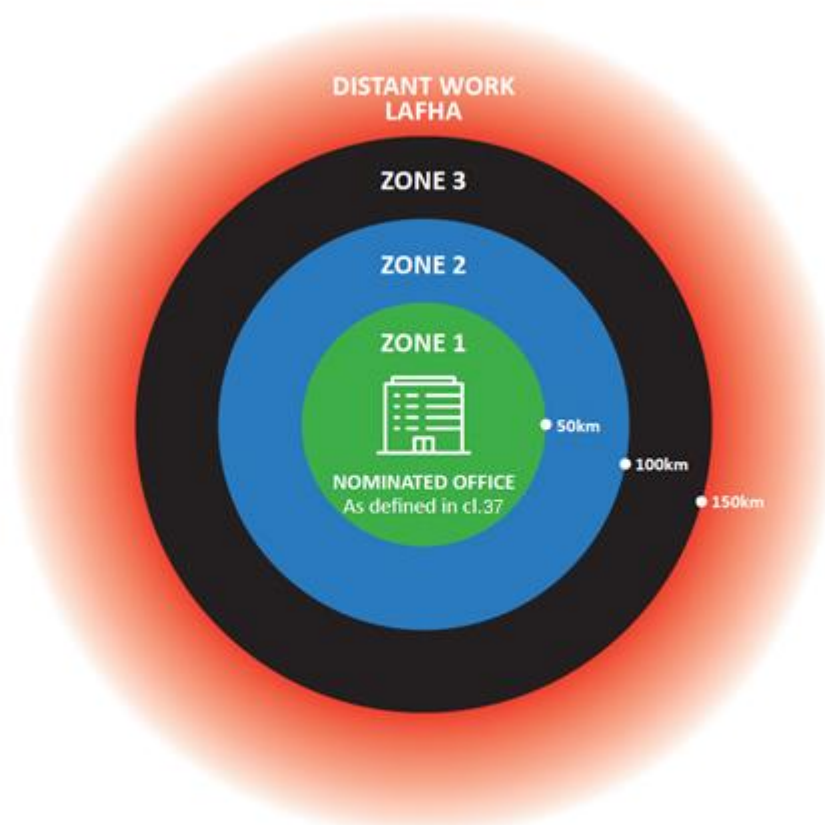 DISTANT WORK
LAFHA
ZONE 3
ZONE 2
ZONE 1
50km
100km
NOMINATED OFFICE
As defined in cl.37
150km